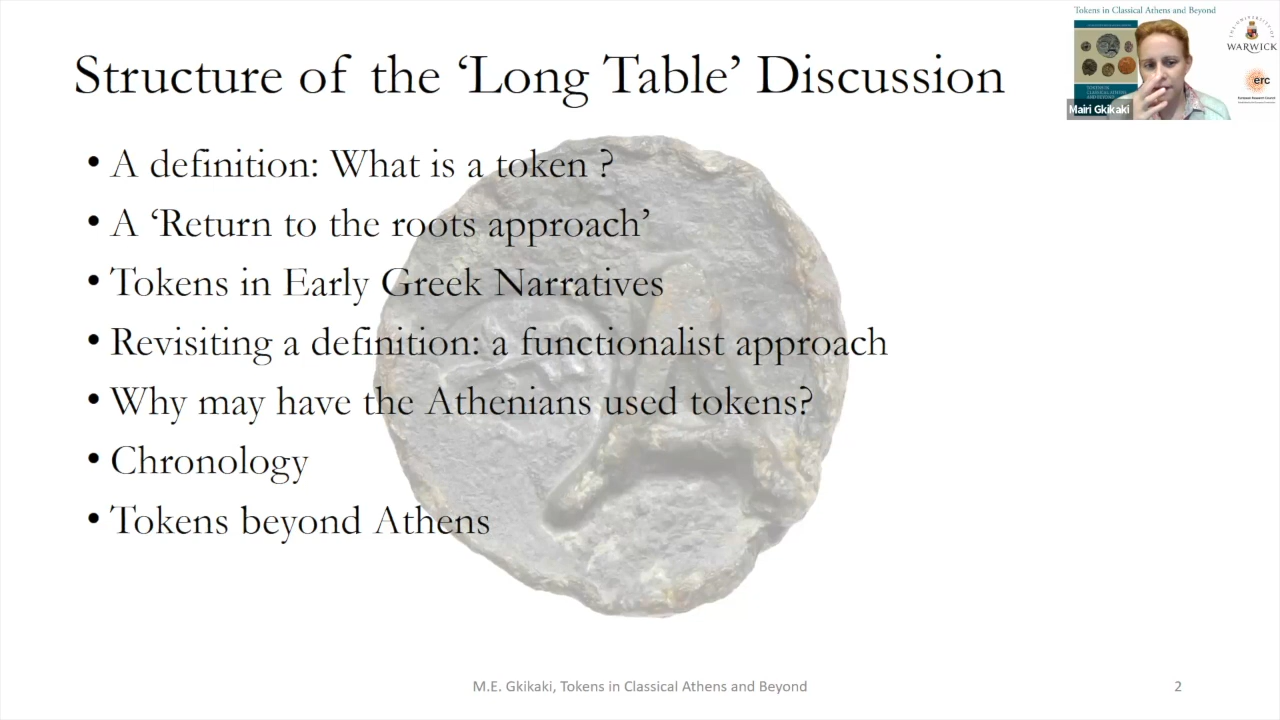 Tokens in Classical Athens and Beyond
Structure of the ‘Long Table’ Discussion
WARWICK
erc
Mairi Gkikaki
• A definition: What is a token ?
• A ‘Return to the roots approach’
• Tokens in Early Greek Narratives
• Revisiting a definition: a functionalist approach
• Why may have the Athenians used tokens?
• Chronology
• Tokens beyond Athens
M.E. Gkikaki, Tokens in Classical Athens and Beyond
2